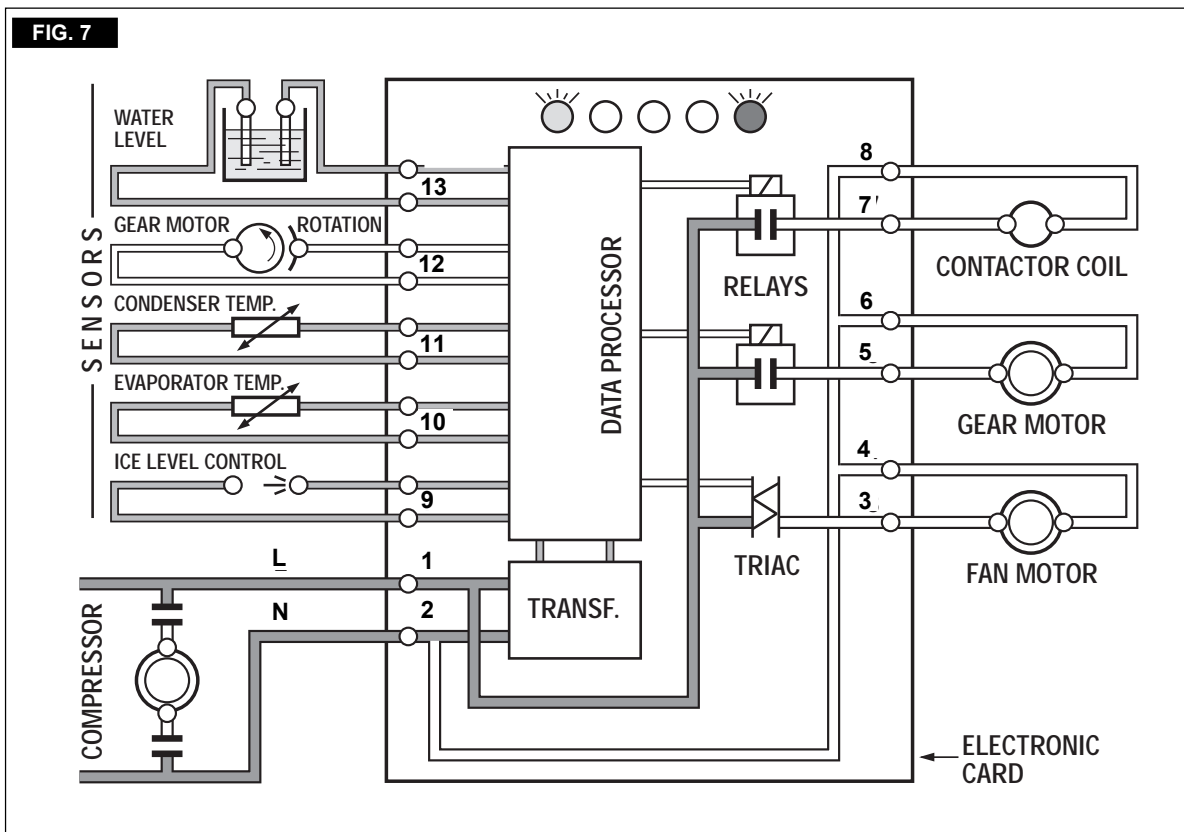 FIG. 7
WATER
LEVEL
13
GEAR MOTOR ROTATION
12
CONDENSER TEMP.
11
EVAPORATOR TEMP.
10
ICE LEVEL CONTROL
9
SENSORS
L
1
N
2
COMPRESSOR
DATA PROCESSOR
TRANSF.
RELAYS
TRIAC
8
7
CONTACTOR COIL
6
5
GEAR MOTOR
4
3
FAN MOTOR
ELECTRONIC
CARD